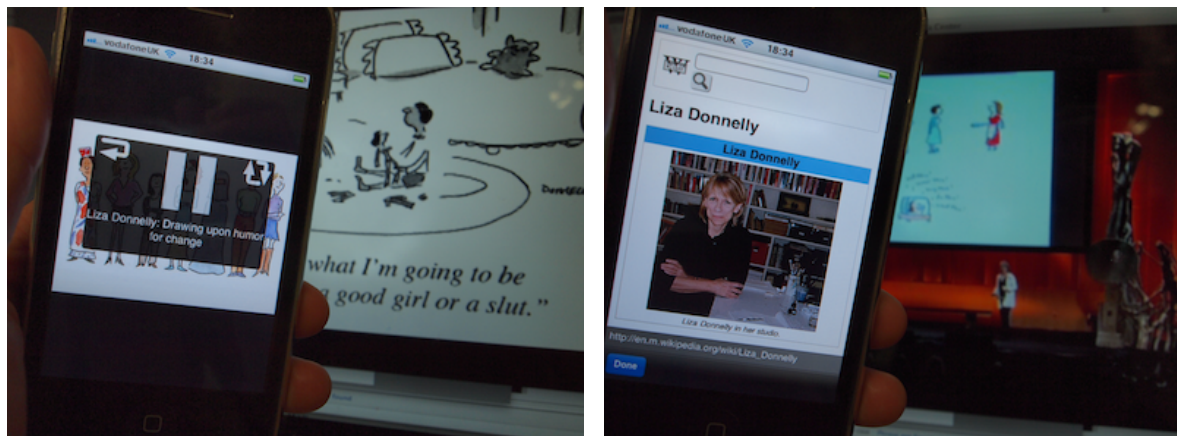 vodafone UK
18:34
Liza Donnelly: Drawing upon humor
for change
what I'm going to be
a good girl or a slut."
vodafone UK
18:34
W
Liza Donnelly
Liza Donnelly
Liza Donnelly in her studio.
http://en.m.wikipedia.org/wiki/Liza_Donnelly
Done